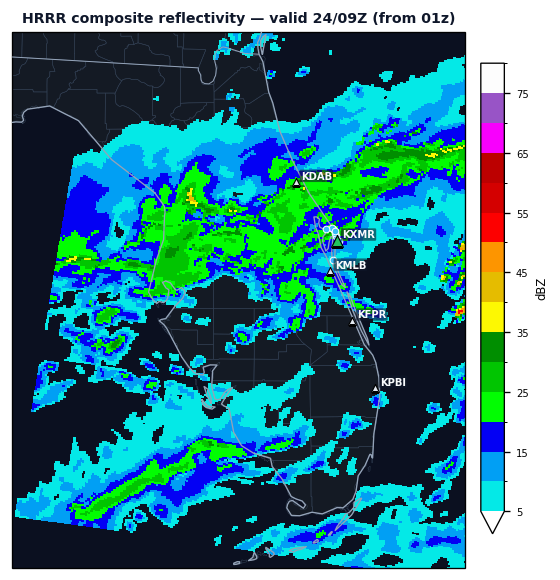 HRRR composite reflectivity — valid 24/09Z (from 01z)
KDAB
KXMR
KMLB
KFPR
KPBI
75
65
55
45
35
25
15
5
dBZ